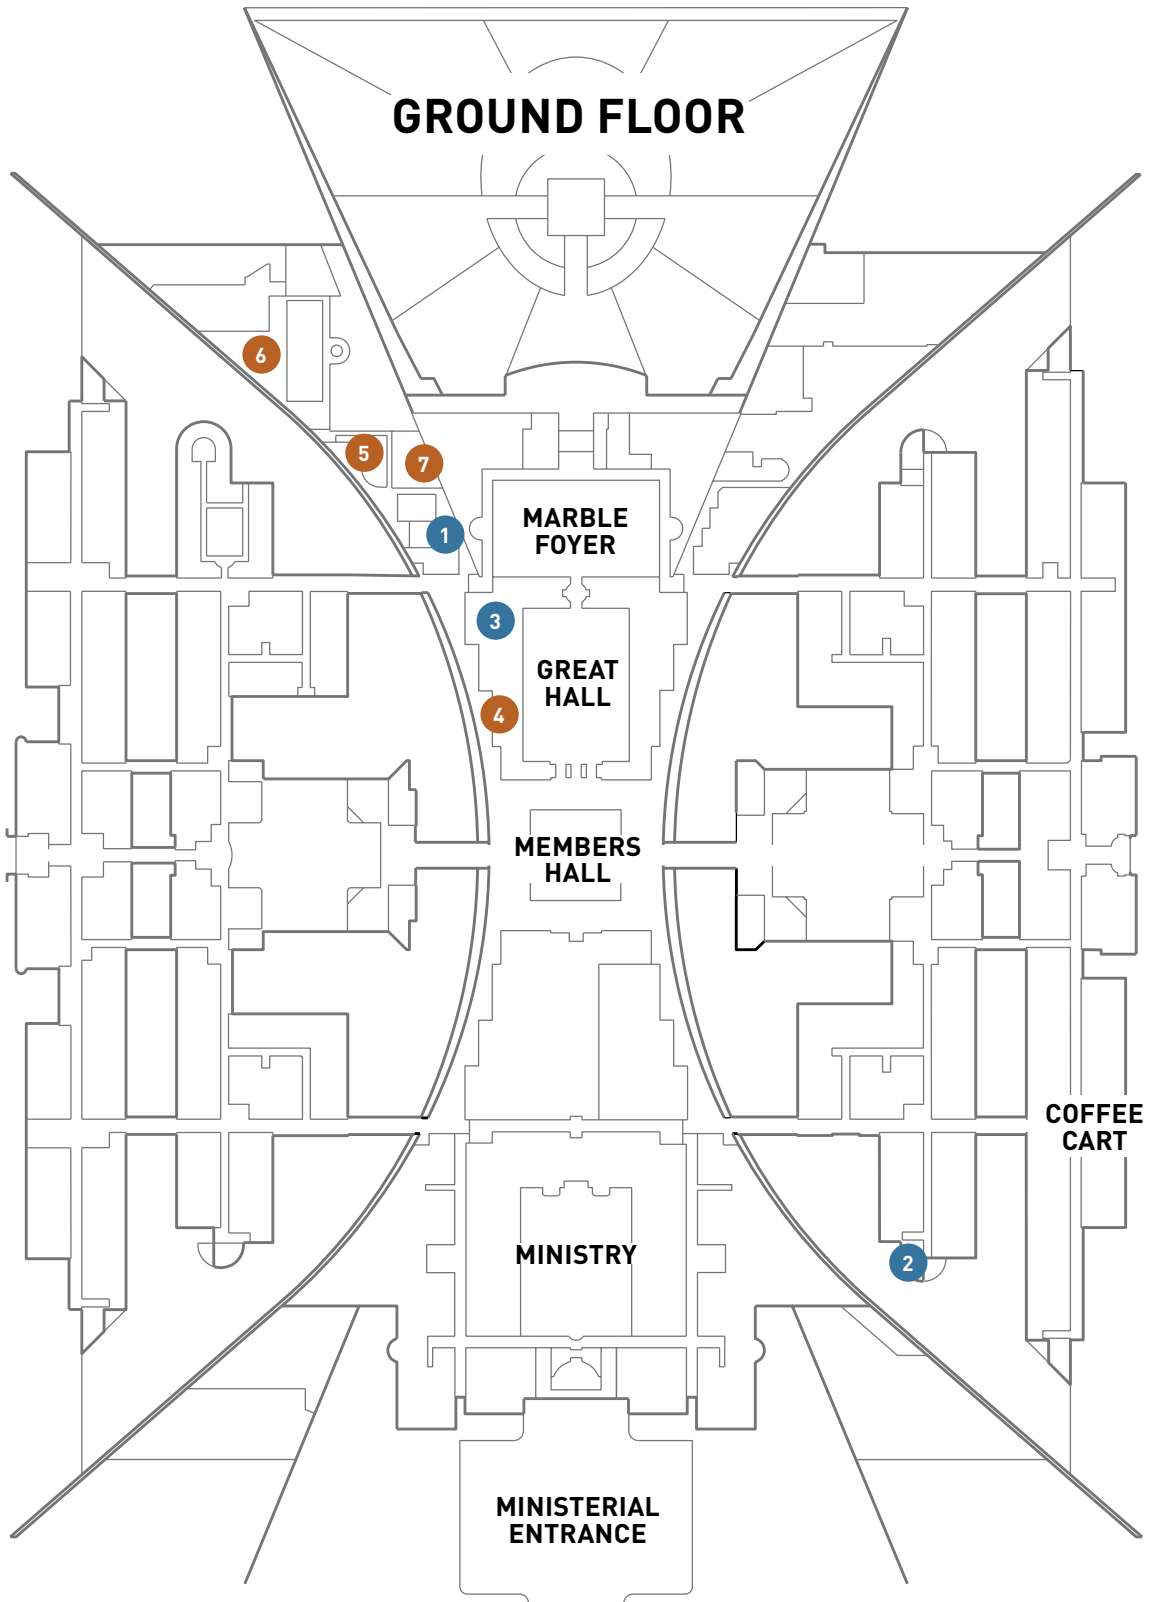 GROUND FLOOR
6
5
7
1
MARBLE
FOYER
3
GREAT
HALL
4
MEMBERS
HALL
COFFEE
CART
MINISTRY
2
MINISTERIAL
ENTRANCE